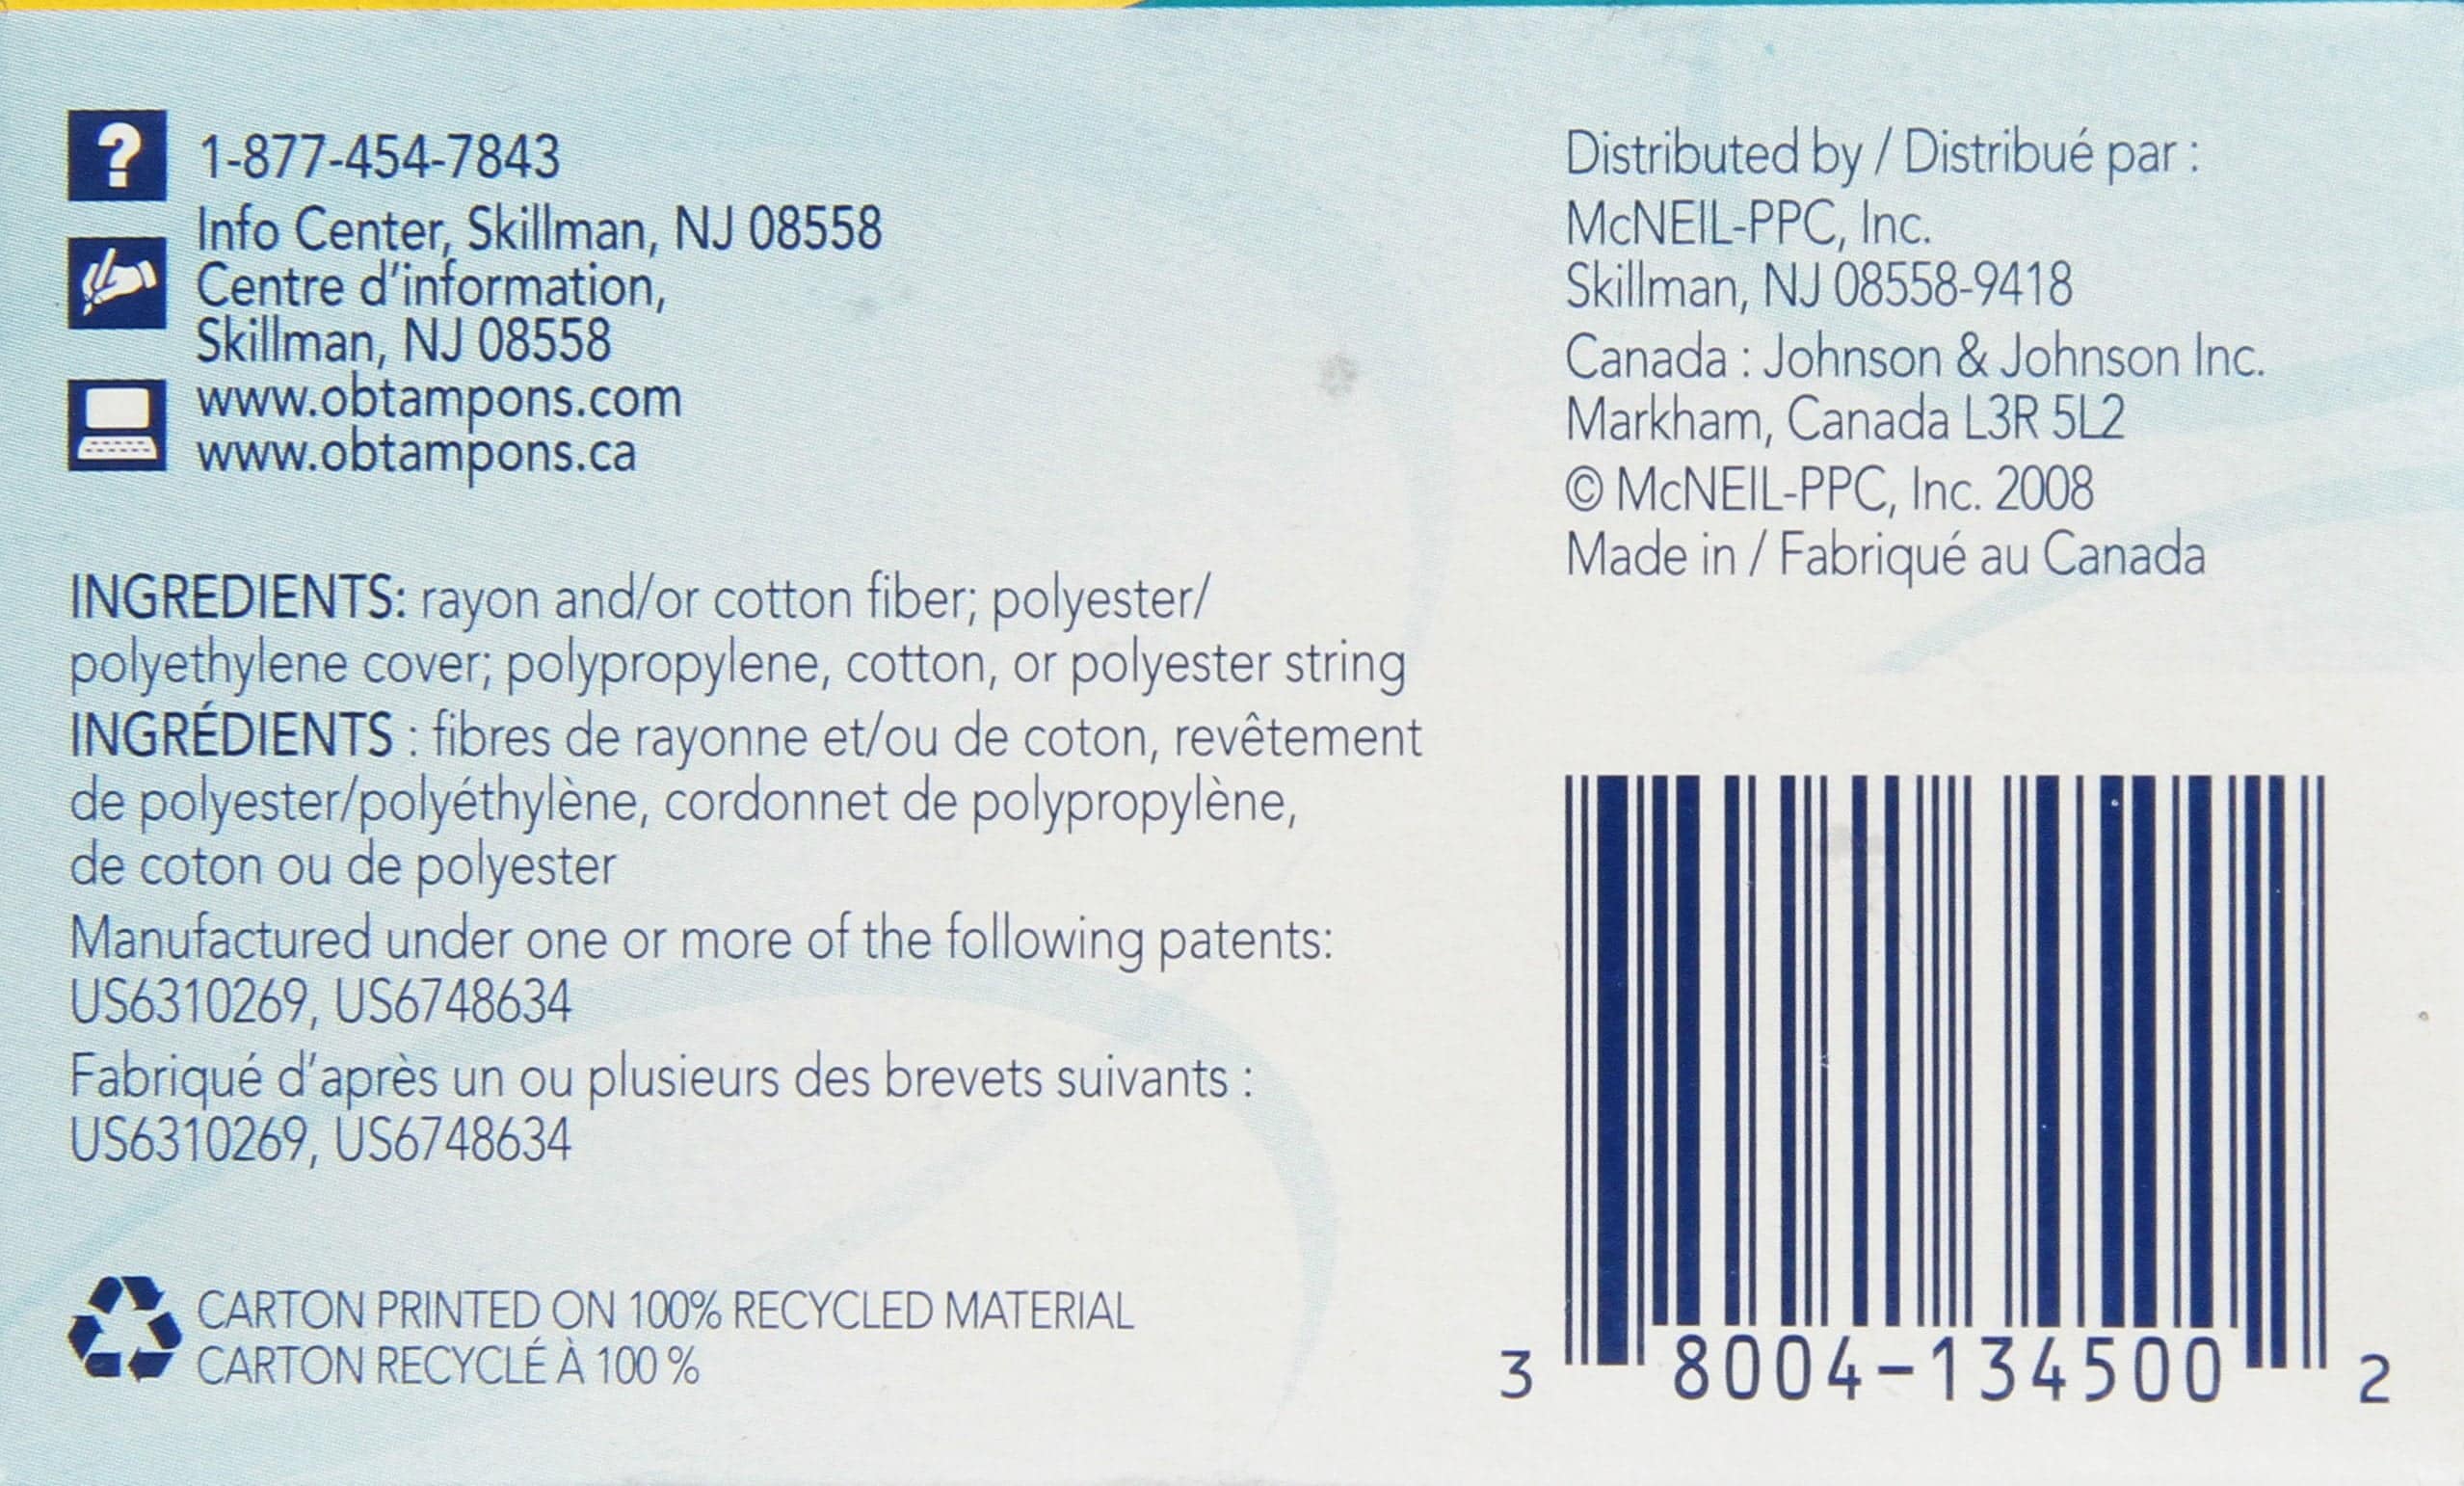 ?
1-877-454-7843
Info Center, Skillman, NJ 08558
Centre d'information,
Skillman, NJ 08558
www.obtampons.com
www.obtampons.ca
INGREDIENTS: rayon and/or cotton fiber; polyester/
polyethylene cover; polypropylene, cotton, or polyester string
INGRÉDIENTS : fibres de rayonne et/ou de coton, revêtement
de polyester/polyéthylène, cordonnet de polypropylène,
de coton ou de polyester
Manufactured under one or more of the following patents:
US6310269, US6748634
Fabriqué d'après un ou plusieurs des brevets suivants :
US6310269, US6748634
CARTON PRINTED ON 100% RECYCLED MATERIAL
CARTON RECYCLÉ À 100 %
Distributed by / Distribué par :
McNEIL-PPC, Inc.
Skillman, NJ 08558-9418
Canada : Johnson & Johnson Inc.
Markham, Canada L3R 5L2
© McNEIL-PPC, Inc. 2008
Made in / Fabriqué au Canada
3 8004-134500 2